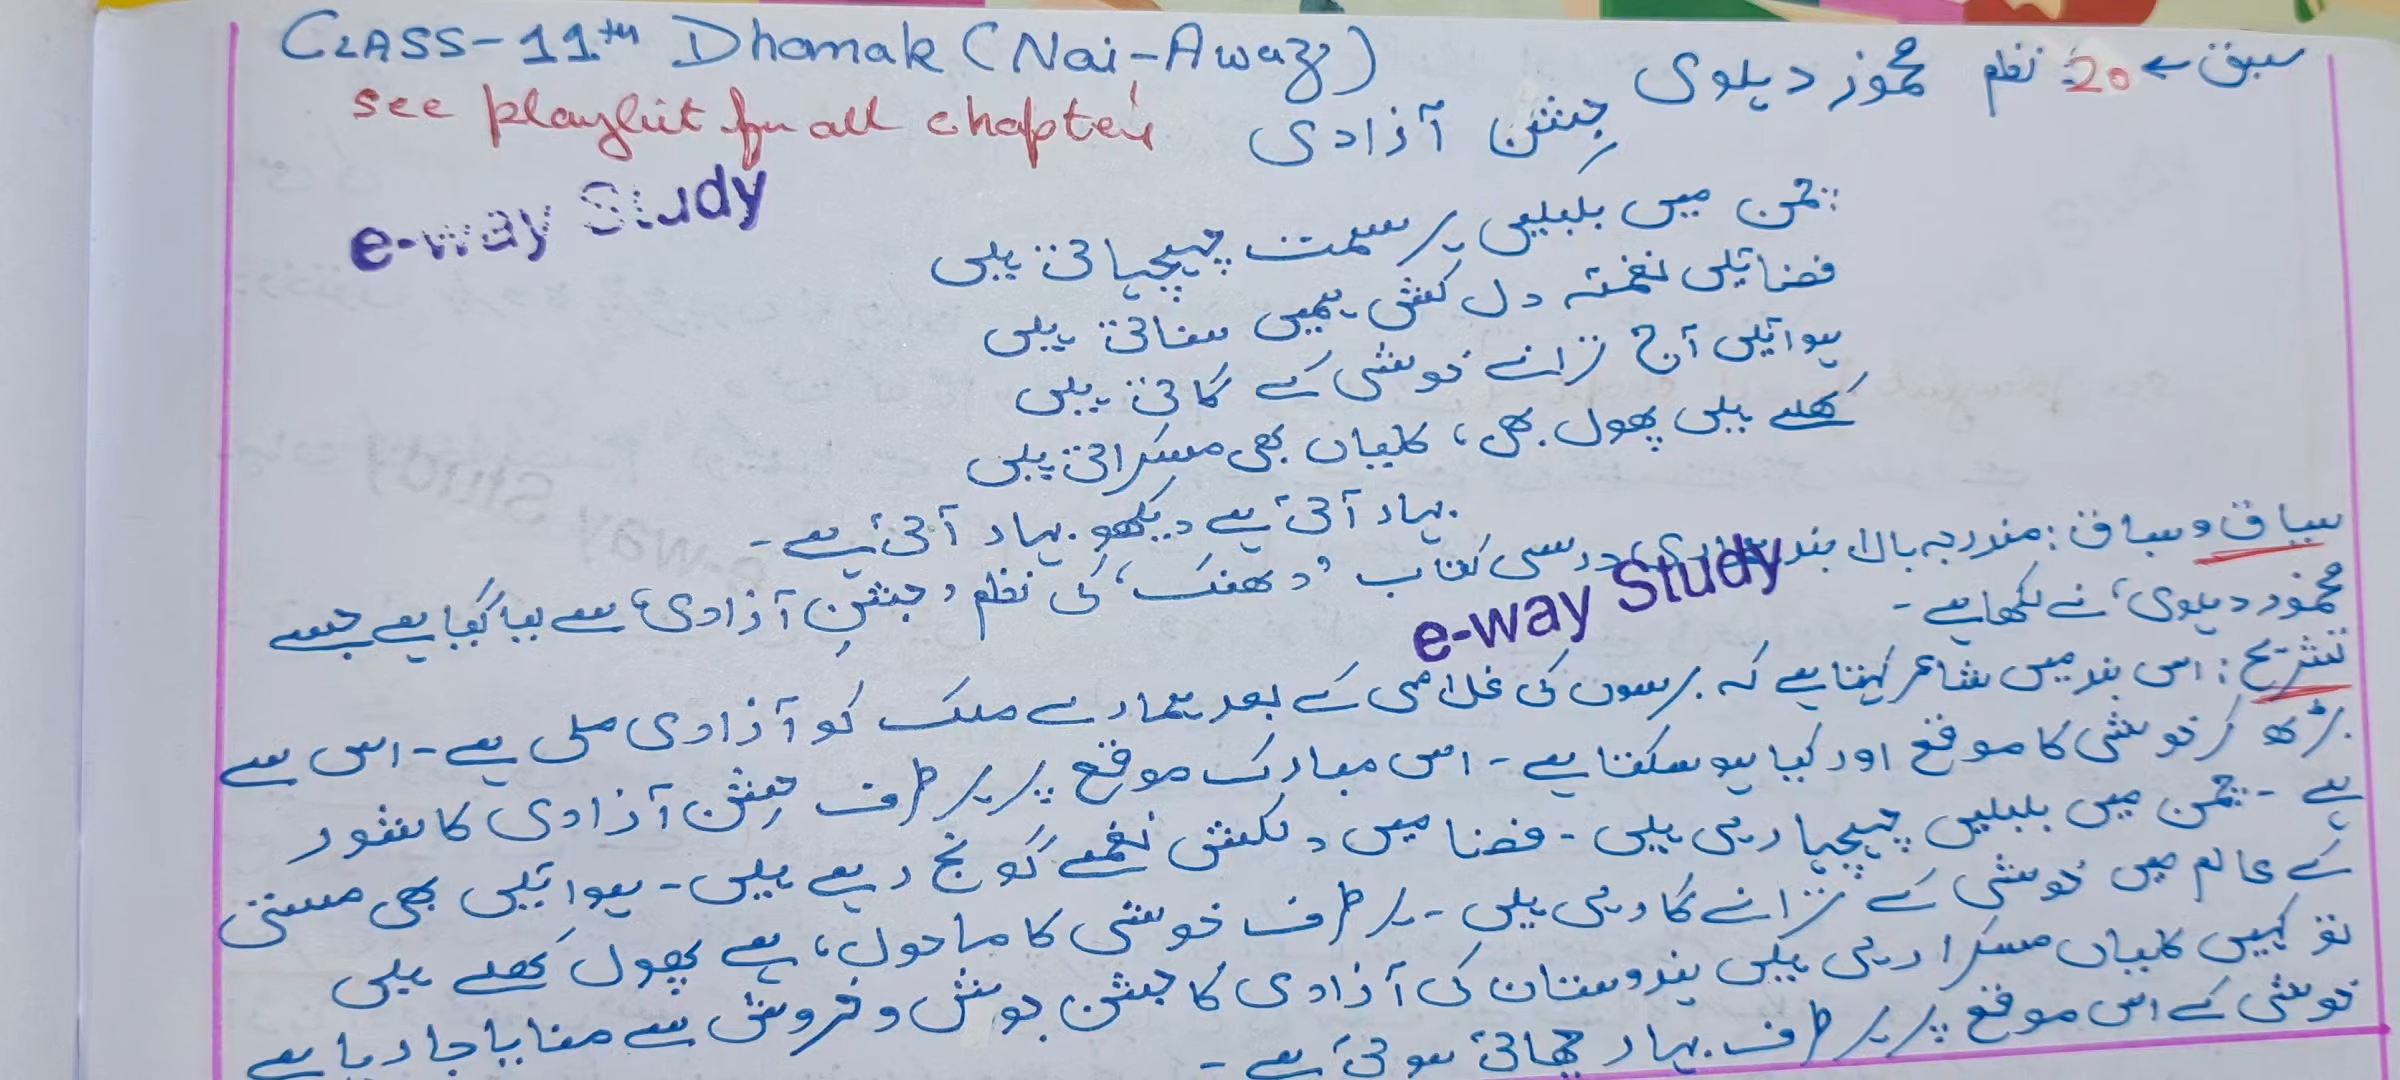 CLASS-11th Dhanak (Nai-Awaz)
سبق ← 20: نظم محمور دہلوی
see playlist for all chapters
جشنِ آزادی
e-way Study
چمن میں بلبلیں ہر سمت چہچہاتی ہیں
فضائیں نغمئہ دل کش ہمیں سناتی ہیں
ہوائیں آج ترانے خوشی کے گاتی ہیں
کھلے ہیں پھول بھی، کلیاں بھی مسکراتی ہیں
بہار آئی ہے دیکھو بہار آئی ہے۔
سیاق و سباق: مندرجہ بالا بند ہماری درسی کتاب 'دھنک' کی نظم 'جشنِ آزادی' سے لیا گیا ہے جسے
e-way Study
محمور دہلوی' نے لکھا ہے۔
تشریح: اس بند میں شاعر کہتا ہے کہ برسوں کی غلامی کے بعد ہمارے ملک کو آزادی ملی ہے۔ اس سے
بڑھ کر خوشی کا موقع اور کیا ہو سکتا ہے۔ اس مبارک موقع پر ہر طرف جشنِ آزادی کا شور
ہے۔ چمن میں بلبلیں چہچہا رہی ہیں۔ فضا میں دلکش نغمے گونج رہے ہیں۔ ہوائیں بھی مستی
کے عالم میں خوشی کے ترانے گا رہی ہیں۔ ہر طرف خوشی کا ماحول، ہے پھول کھلے ہیں
تو کہیں کلیاں مسکرا رہی ہیں ہندوستان کی آزادی کا جشن جوش و خروش سے منایا جا رہا ہے
خوشی کے اس موقع پر ہر طرف بہار چھائی ہوئی ہے۔